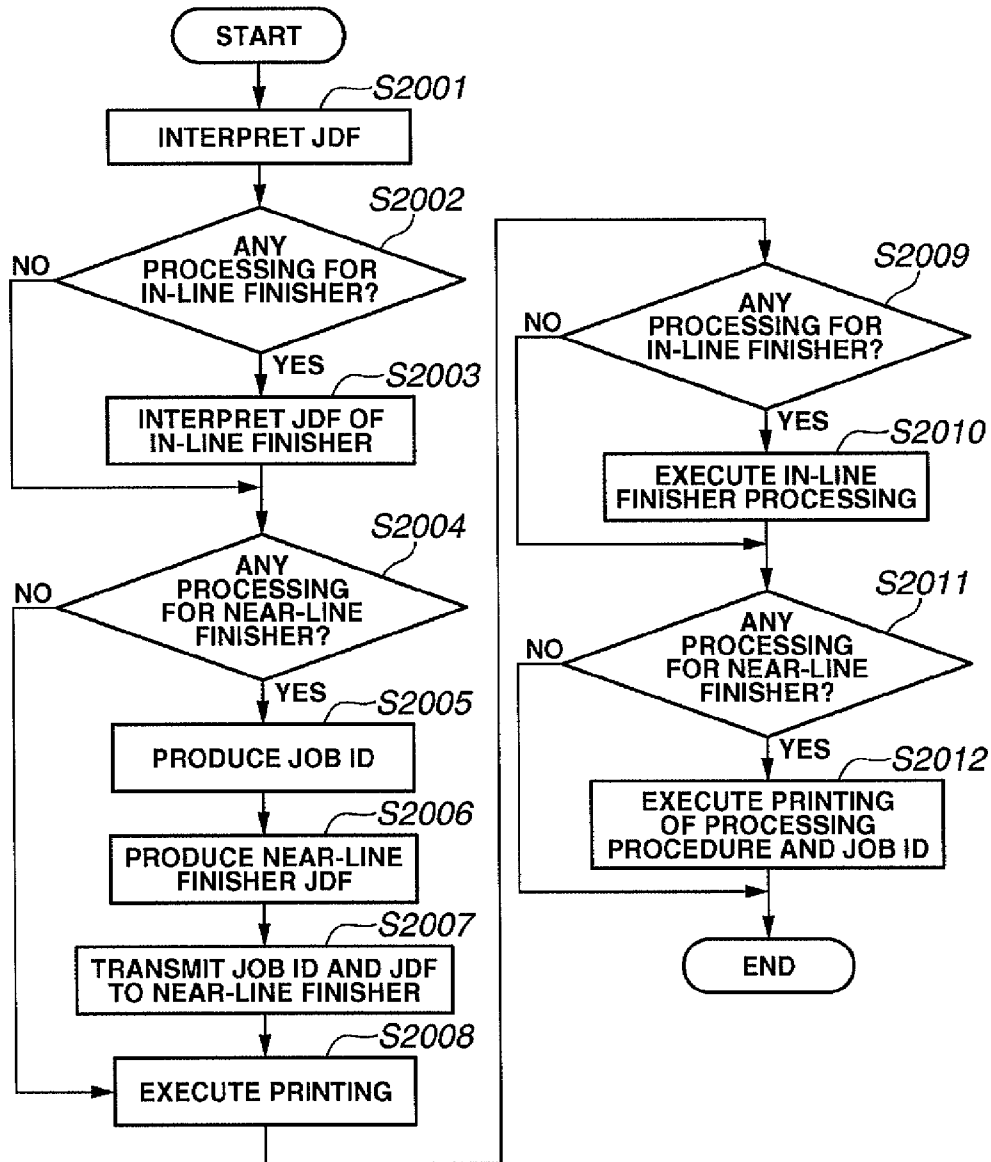 START
S2001
INTERPRET JDF
S2002
ANY
PROCESSING FOR
IN-LINE FINISHER?
NO
YES
S2003
INTERPRET JDF OF
IN-LINE FINISHER
S2004
ANY
PROCESSING
FOR NEAR-LINE
FINISHER?
NO
YES
S2005
PRODUCE JOB ID
S2006
PRODUCE NEAR-LINE
FINISHER JDF
S2007
TRANSMIT JOB ID AND JDF
TO NEAR-LINE FINISHER
S2008
EXECUTE PRINTING
S2009
ANY
PROCESSING FOR
IN-LINE FINISHER?
NO
YES
S2010
EXECUTE IN-LINE
FINISHER PROCESSING
S2011
ANY
PROCESSING
FOR NEAR-LINE
FINISHER?
NO
YES
S2012
EXECUTE PRINTING
OF PROCESSING
PROCEDURE AND JOB ID
END